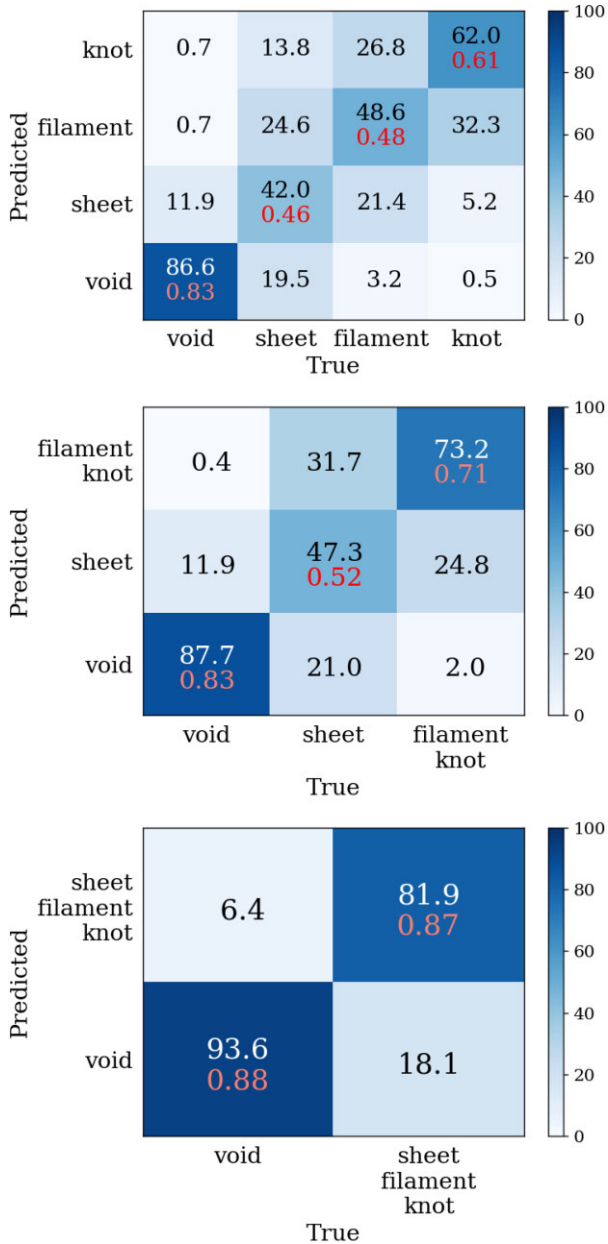 100
knot 0.7 13.8 26.8 62.0
0.61
80
filament 0.7 24.6 48.6 32.3
0.48
60
Predicted
sheet 11.9 42.0 21.4 5.2
0.46
40
void 86.6 19.5 3.2 0.5
0.83
20
0
void sheet filament knot
True
100
filament
knot 0.4 31.7 73.2
0.71
80
60
Predicted
sheet 11.9 47.3 24.8
0.52
40
void 87.7 21.0 2.0
0.83
20
0
void sheet filament
knot
True
100
sheet
filament
knot 6.4 81.9
0.87
80
60
Predicted
40
void 93.6 18.1
0.88
20
0
void sheet
filament
knot
True